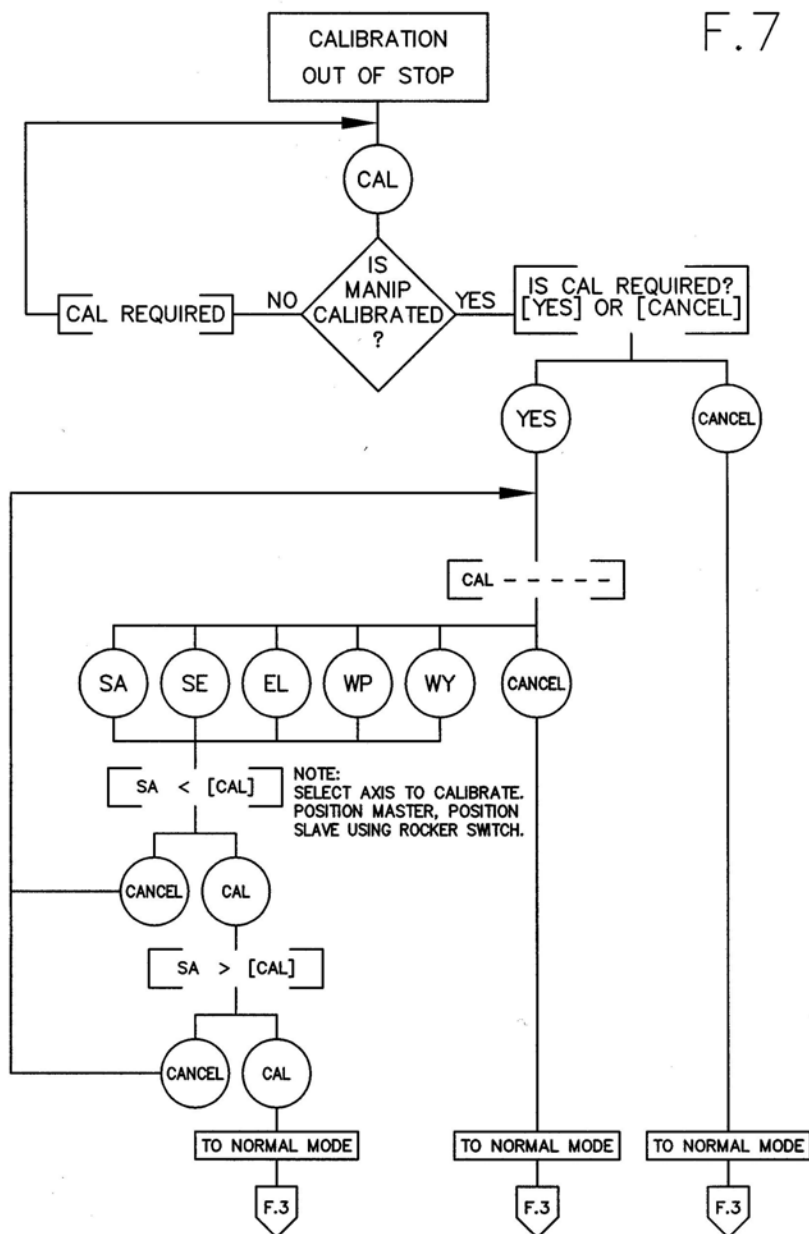 F.7
CALIBRATION
OUT OF STOP
CAL
IS
MANIP
CALIBRATED
?
NO
YES
CAL REQUIRED
IS CAL REQUIRED?
[YES] OR [CANCEL]
YES
CANCEL
CAL - - - - - -
SA
SE
EL
WP
WY
CANCEL
SA < [CAL]
NOTE:
SELECT AXIS TO CALIBRATE.
POSITION MASTER, POSITION
SLAVE USING ROCKER SWITCH.
CANCEL
CAL
SA > [CAL]
CANCEL
CAL
TO NORMAL MODE
TO NORMAL MODE
TO NORMAL MODE
F.3
F.3
F.3